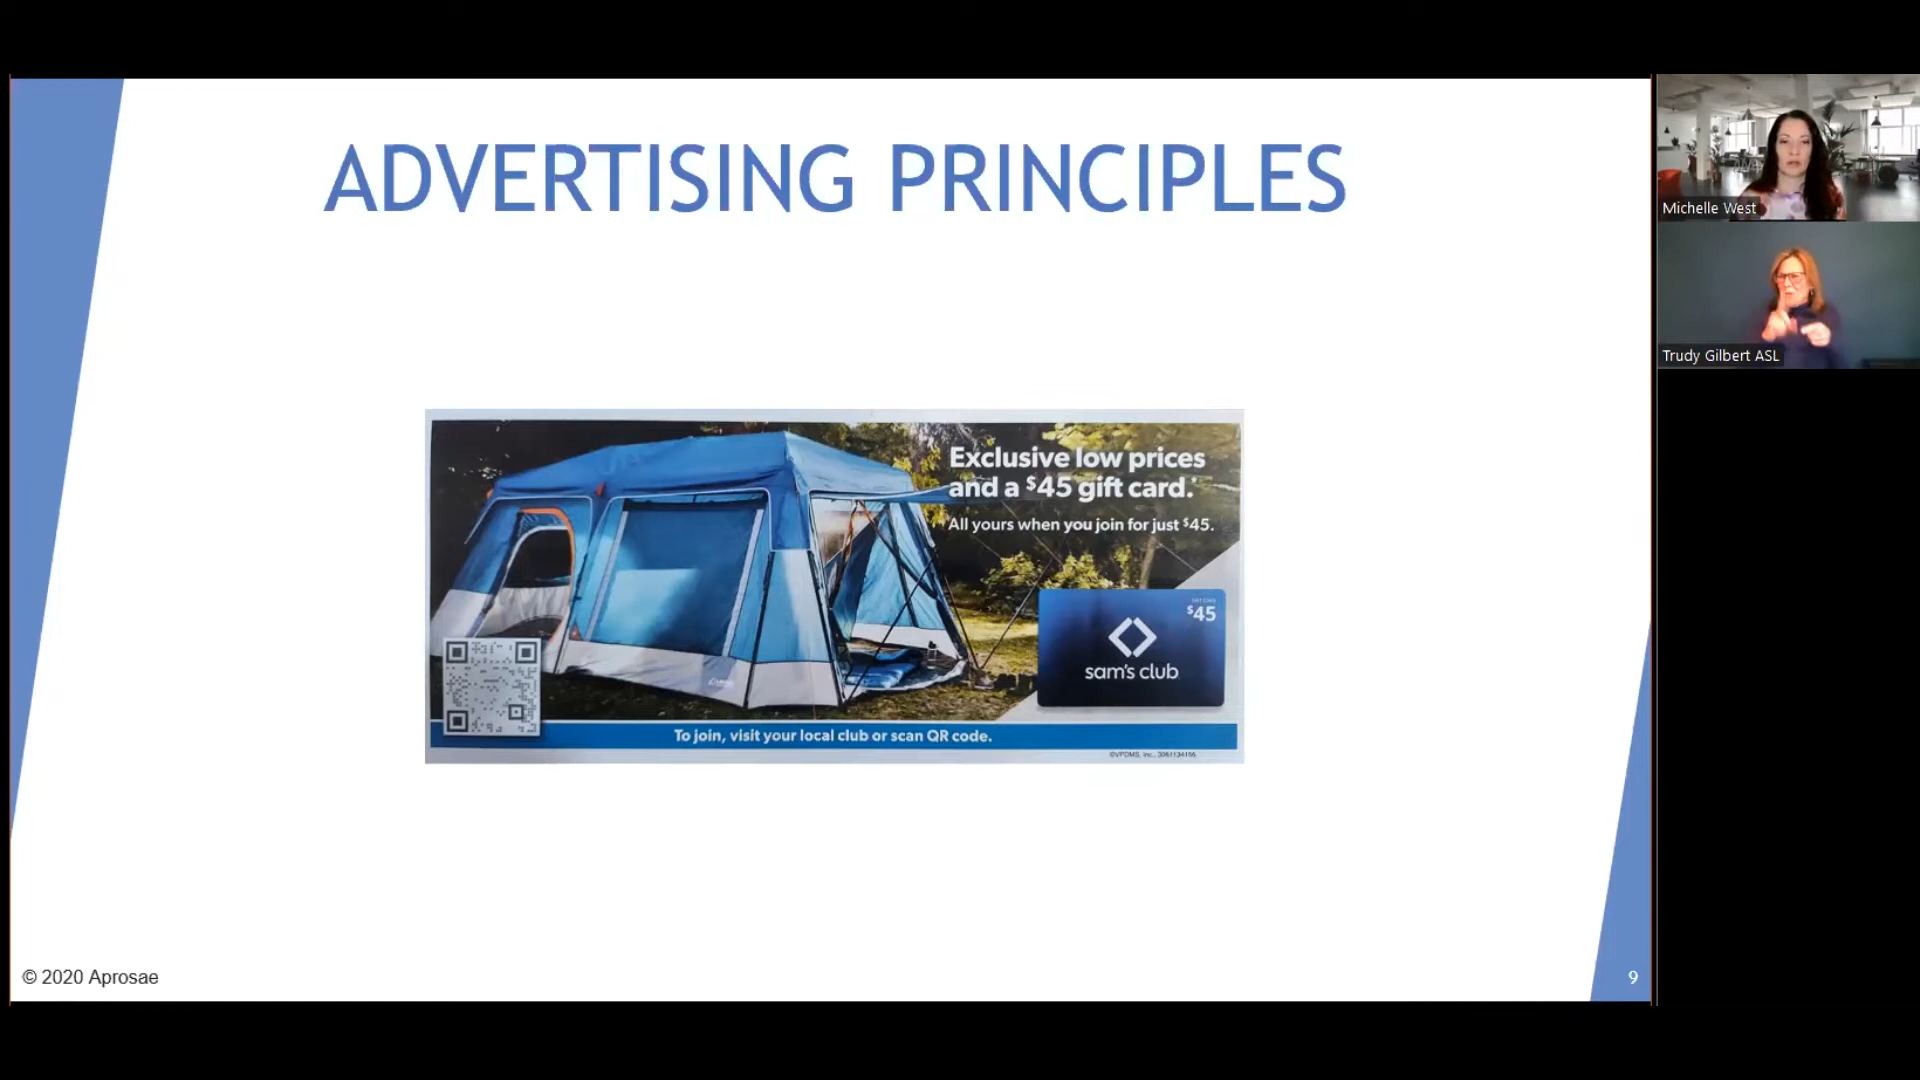 ADVERTISING PRINCIPLES
Exclusive low prices
and a $45 gift card.*
All yours when you join for just $45.
$45
sam's club
To join, visit your local club or scan QR code.
© 2020 Aprosae
9
Michelle West
Trudy Gilbert ASL